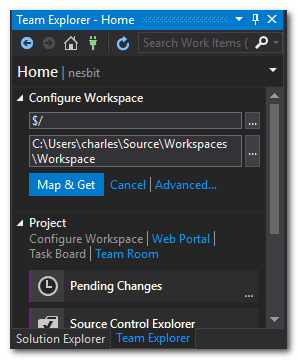 Team Explorer - Home
Search Work Items (
Home | nesbit
Configure Workspace
$/
...
C:\Users\charles\Source\Workspaces
\Workspace
...
Map & Get Cancel | Advanced...
Project
Configure Workspace | Web Portal |
Task Board | Team Room
Pending Changes
...
Source Control Explorer
Solution Explorer Team Explorer